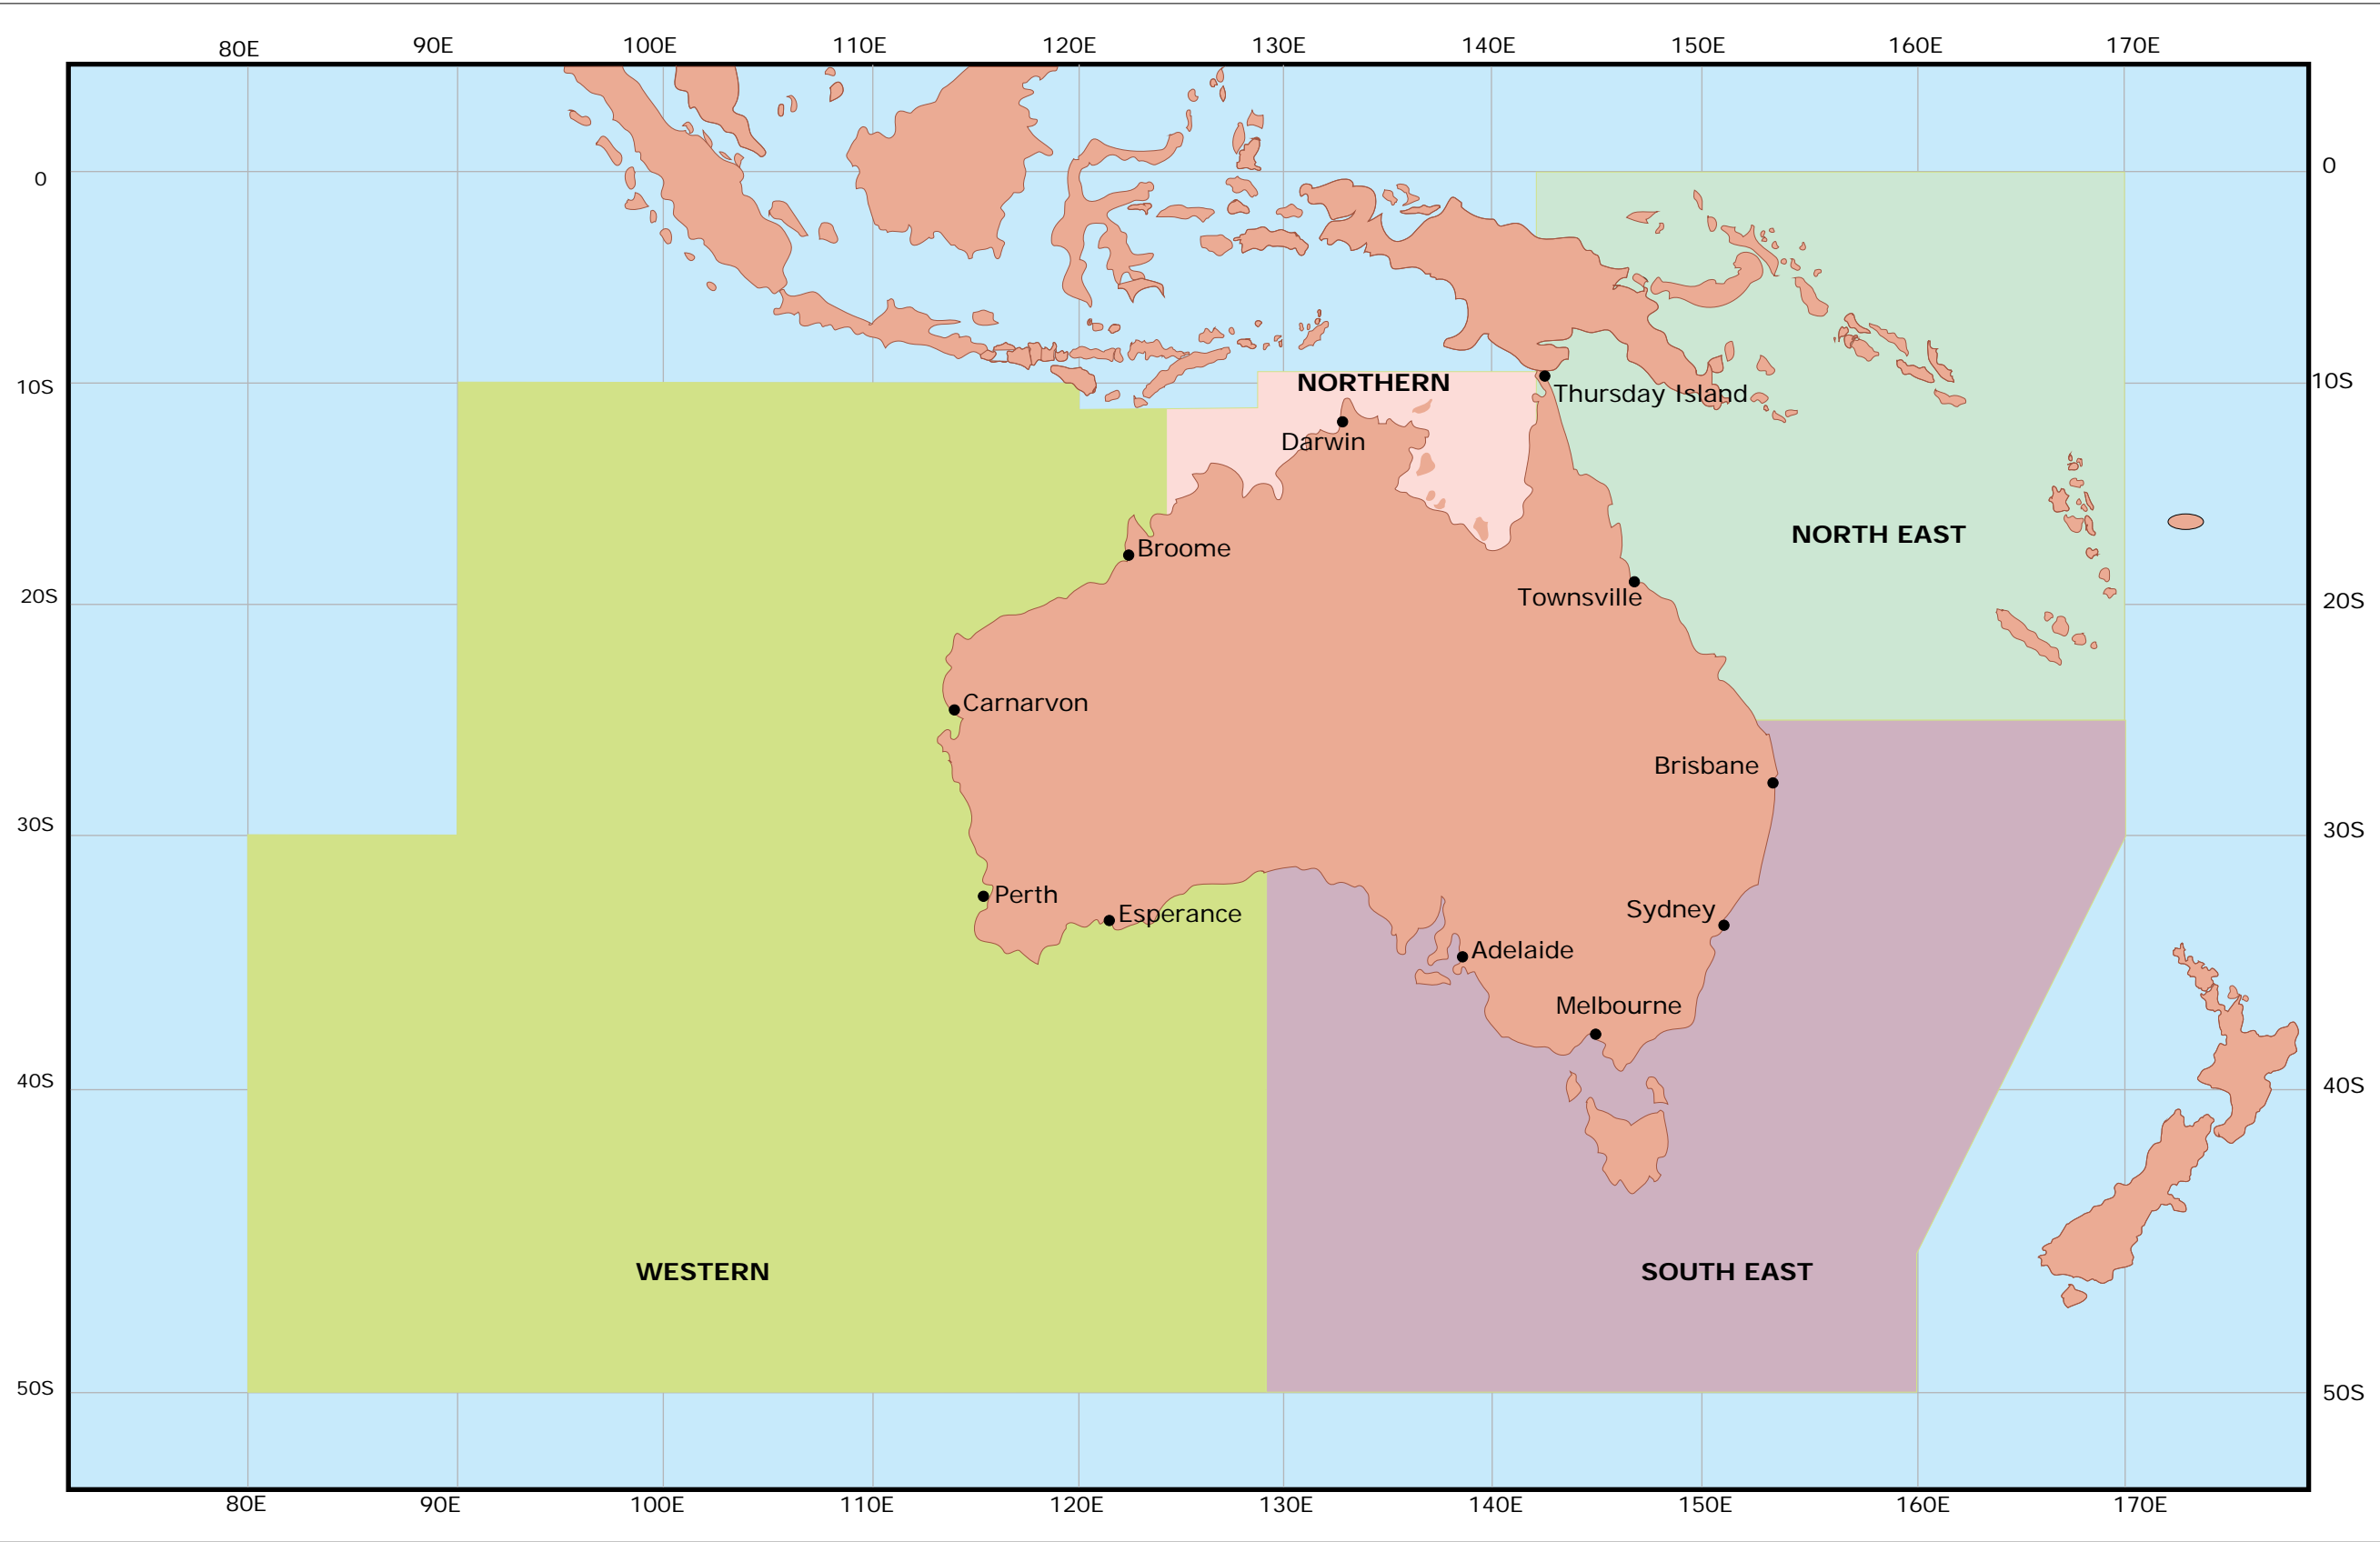 80E 90E 100E 110E 120E 130E 140E 150E 160E 170E
0 0
NORTHERN
10S 10S
Thursday Island
Darwin
NORTH EAST
Broome
20S Townsville 20S
Carnarvon
Brisbane
30S 30S
Perth
Esperance Sydney
Adelaide
Melbourne
40S 40S
WESTERN SOUTH EAST
50S 50S
80E 90E 100E 110E 120E 130E 140E 150E 160E 170E